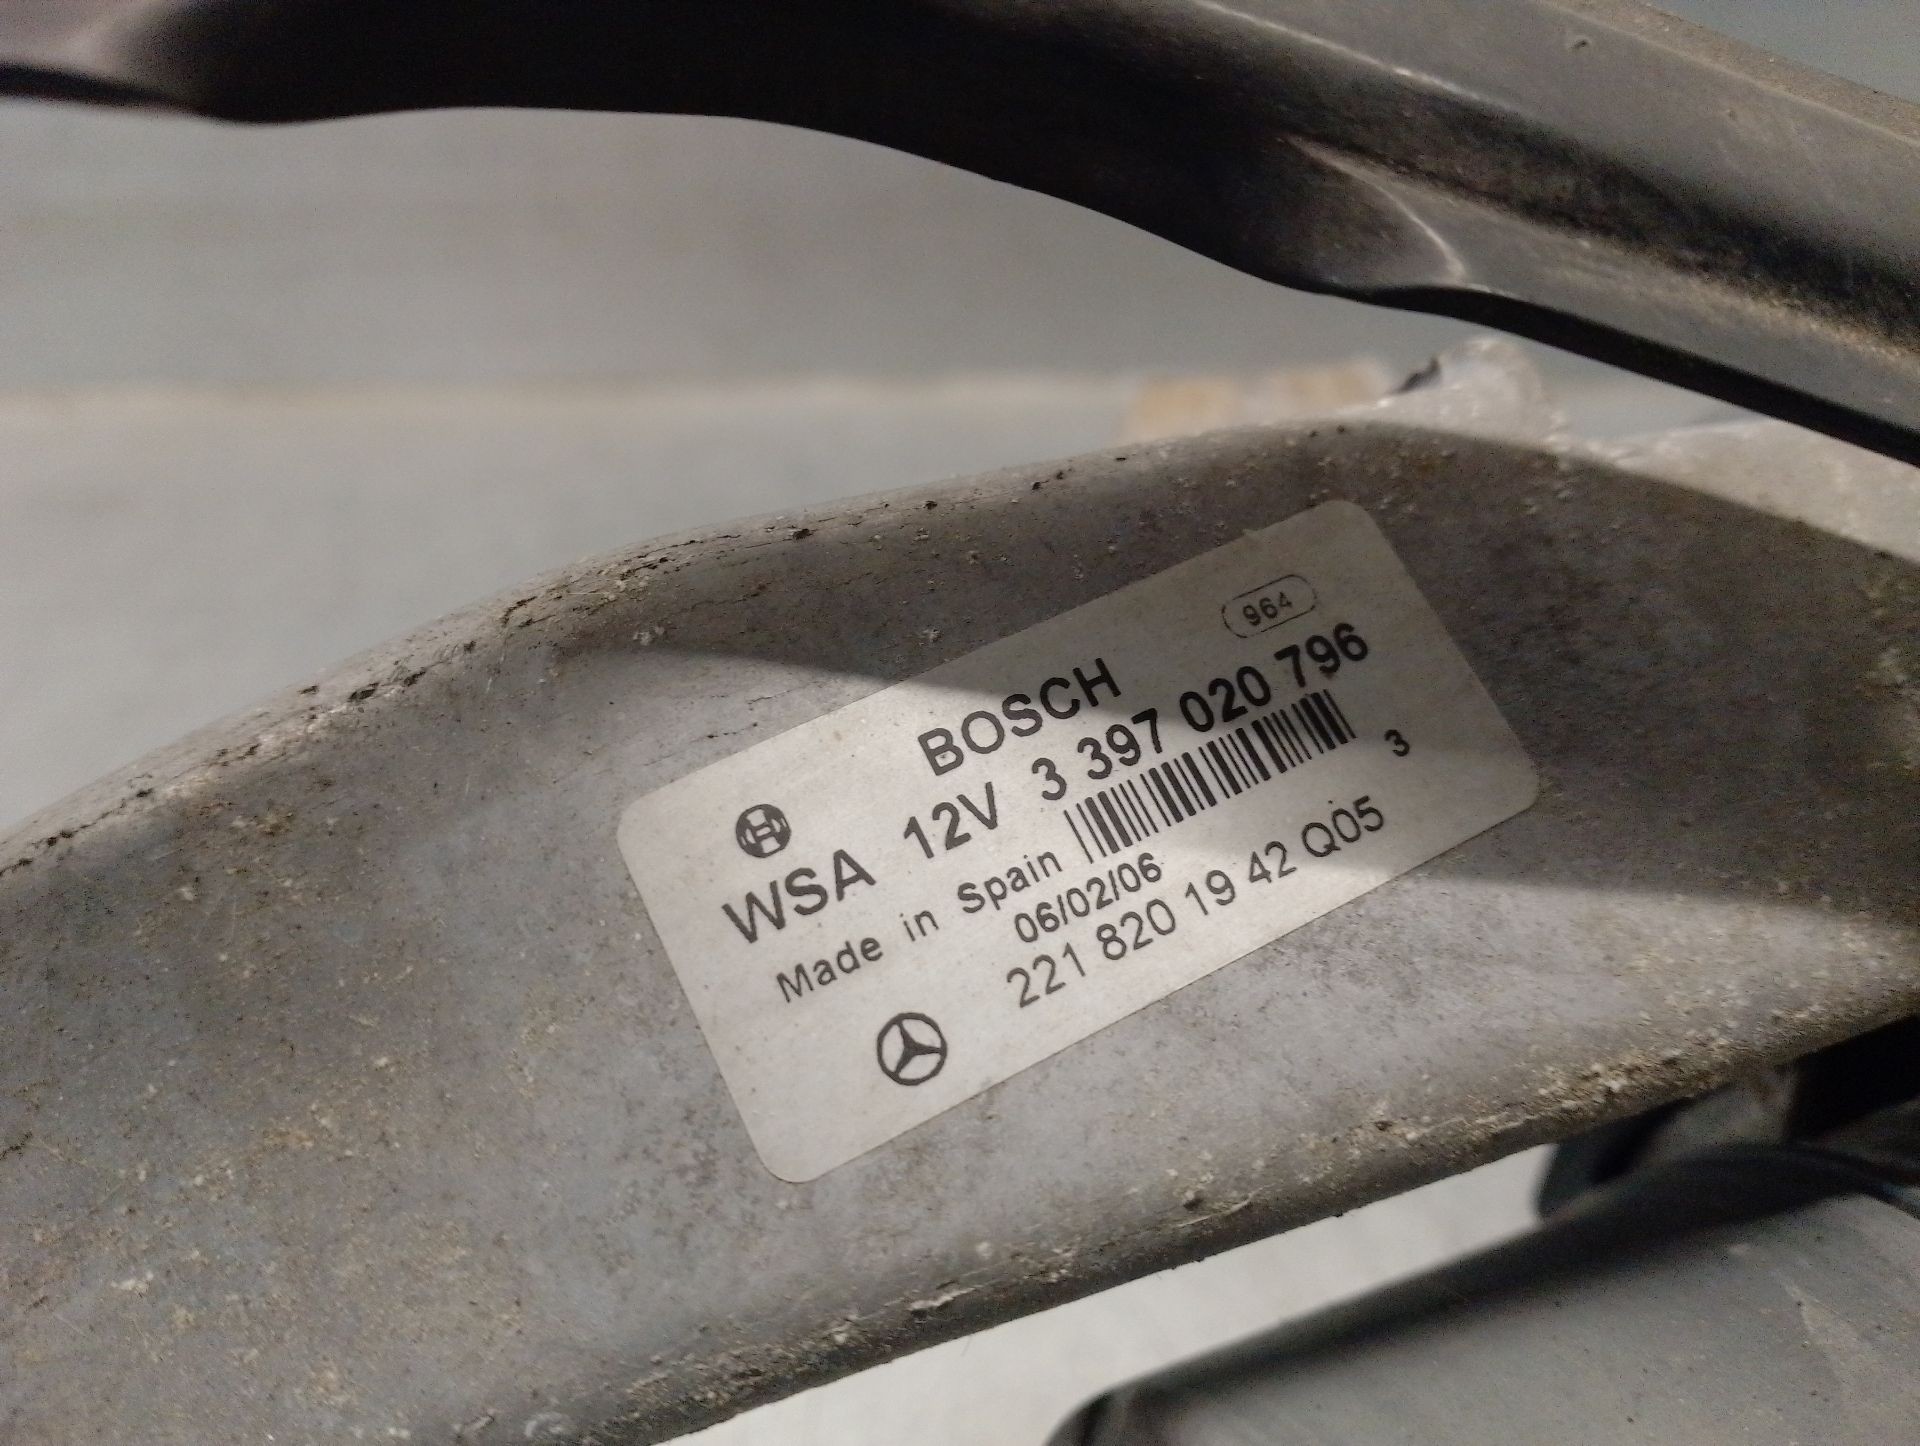 964
BOSCH
WSA 12V 3 397 020 796
Made in Spain
3
06/02/06
221 820 19 42 Q05